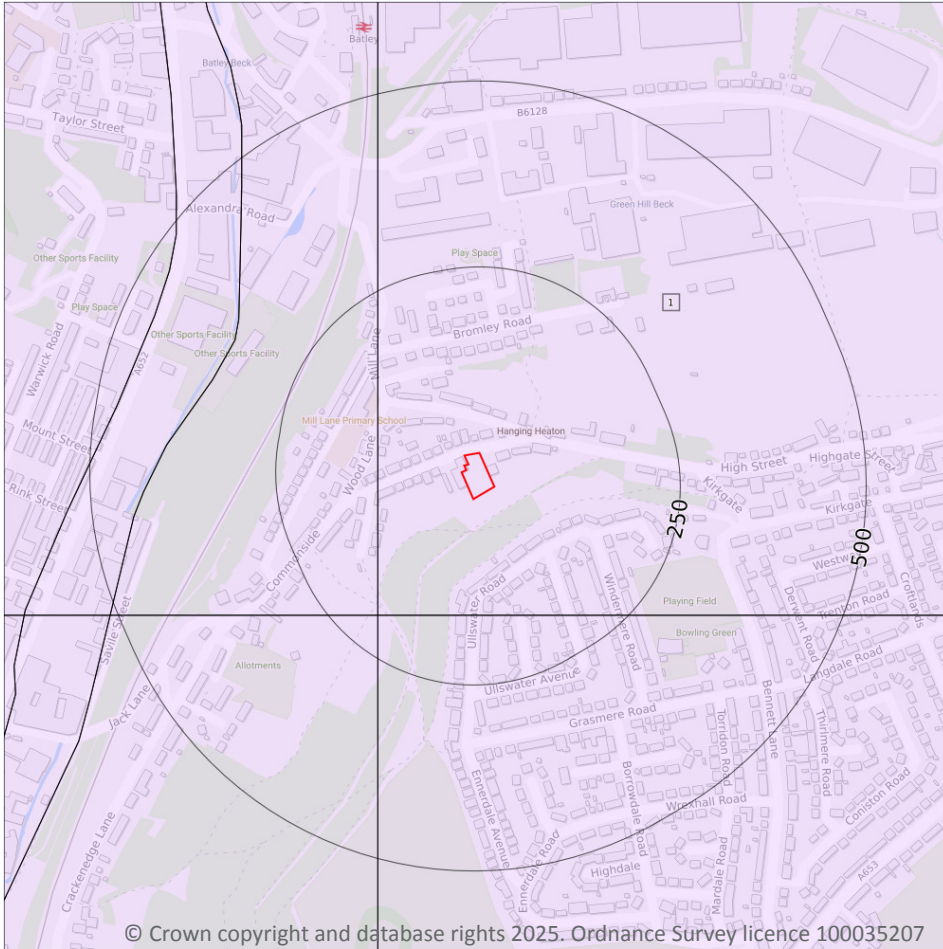 Batley
Batley Beck
B6128
Taylor Street
Alexandra Road
Green Hill Beck
Other Sports Facility
Play Space
Play Space
1
Other Sports Facility
Other Sports Facility
Bromley Road
Warwick Road
A652
Mill Lane
Mill Lane Primary School
Hanging Heaton
Mount Street
Wood Lane
High Street
Highgate Street
Rink Street
Kirkgate
Kirkgate
250
500
Commonside
Westw
Ullswater Road
Windermere Road
Playing Field
Derwent Road
Trenton Road
Croftlands
Savile Street
Bowling Green
Langdale Road
Allotments
Ullswater Avenue
Jack Lane
Grasmere Road
Torridon Road
Bennett Lane
Thirlmere Road
Ennerdale Avenue
Borrowdale Road
Wrexhall Road
Coniston Road
Crackenedge Lane
Ennerdale Road
Highdale
Mardale Road
A653
© Crown copyright and database rights 2025. Ordnance Survey licence 100035207